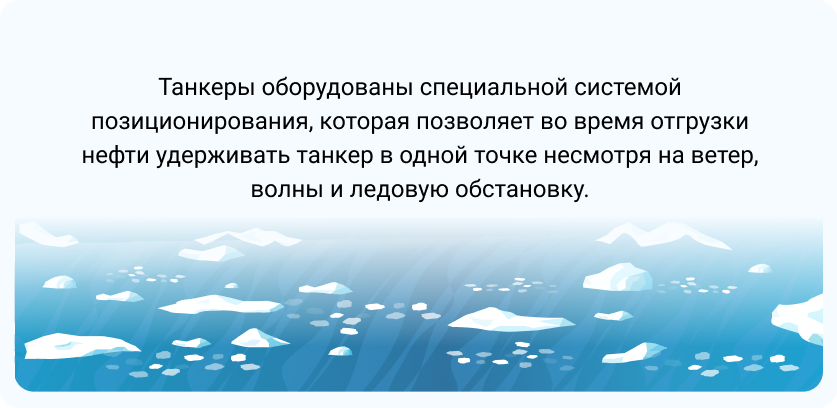 Танкеры оборудованы специальной системой
позиционирования, которая позволяет во время отгрузки
нефти удерживать танкер в одной точке несмотря на ветер,
волны и ледовую обстановку.